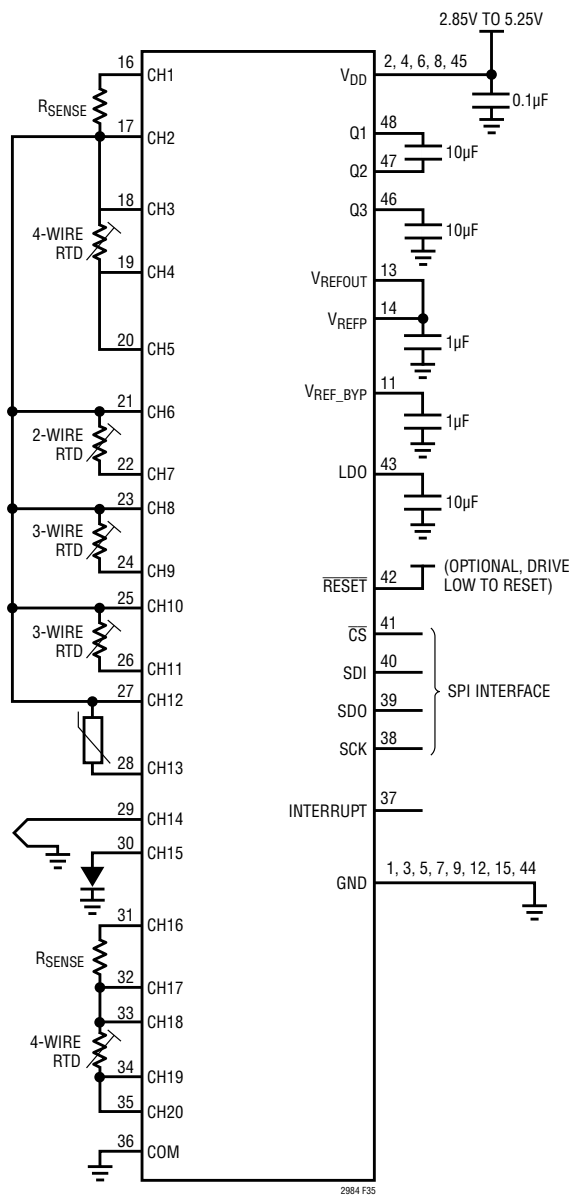 2.85V TO 5.25V
16 CH1
RSENSE
17 CH2
18 CH3
4-WIRE
RTD
19 CH4
20 CH5
21 CH6
2-WIRE
RTD
22 CH7
23 CH8
3-WIRE
RTD
24 CH9
25 CH10
3-WIRE
RTD
26 CH11
27 CH12
28 CH13
29 CH14
30 CH15
31 CH16
RSENSE
32 CH17
33 CH18
4-WIRE
RTD
34 CH19
35 CH20
36 COM
VDD 2, 4, 6, 8, 45
0.1µF
Q1 48
10µF
Q2 47
Q3 46
10µF
VREFOUT 13
VREFP 14
1µF
VREF_BYP 11
1µF
LDO 43
10µF
RESET 42
(OPTIONAL, DRIVE
LOW TO RESET)
CS 41
SDI 40
SPI INTERFACE
SDO 39
SCK 38
INTERRUPT 37
GND 1, 3, 5, 7, 9, 12, 15, 44
2984 F35